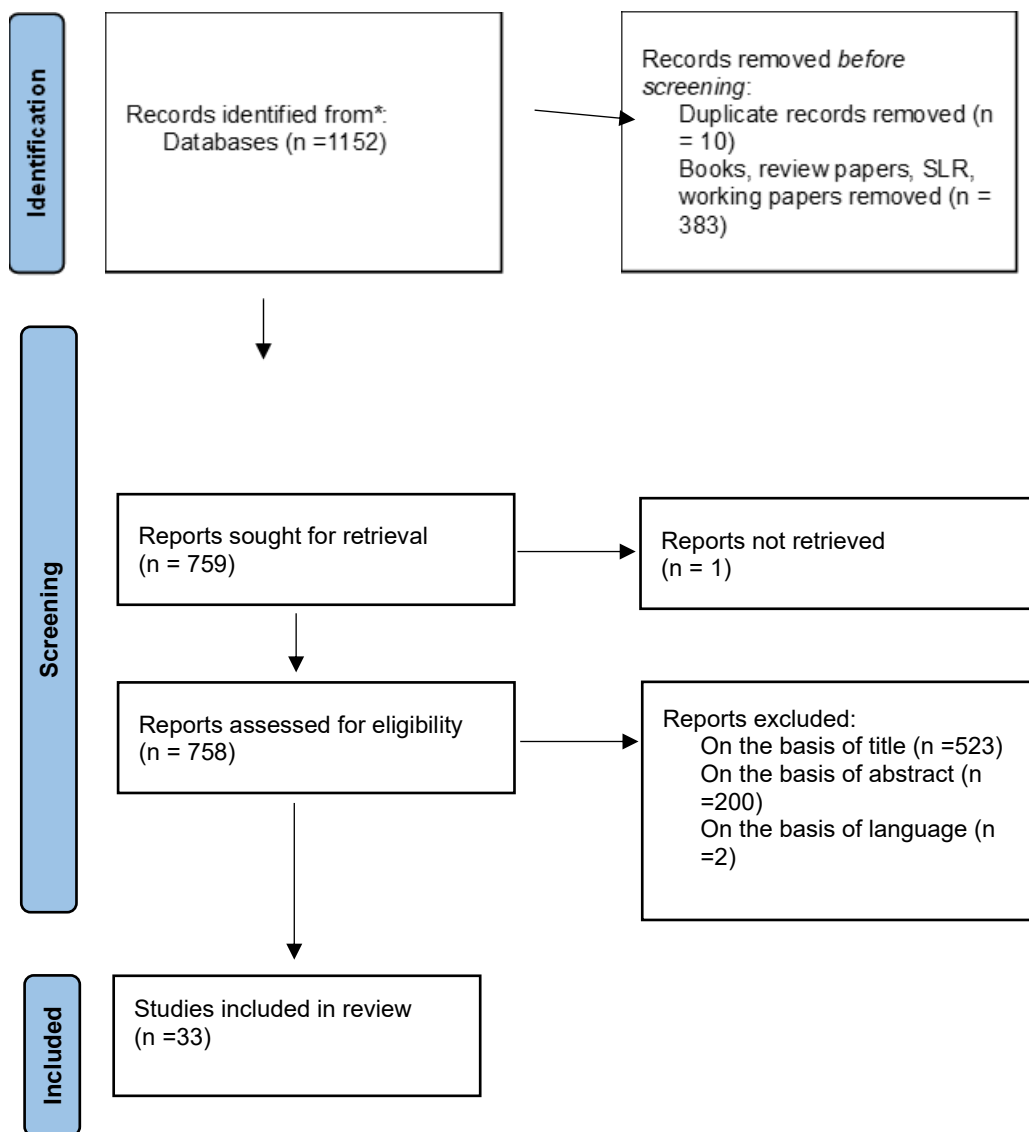 Identification
Records identified from*:
Databases (n =1152)
Records removed before
screening:
Duplicate records removed (n
= 10)
Books, review papers, SLR,
working papers removed (n =
383)
Screening
Reports sought for retrieval
(n = 759)
Reports not retrieved
(n = 1)
Reports assessed for eligibility
(n = 758)
Reports excluded:
On the basis of title (n =523)
On the basis of abstract (n
=200)
On the basis of language (n
=2)
Included
Studies included in review
(n =33)